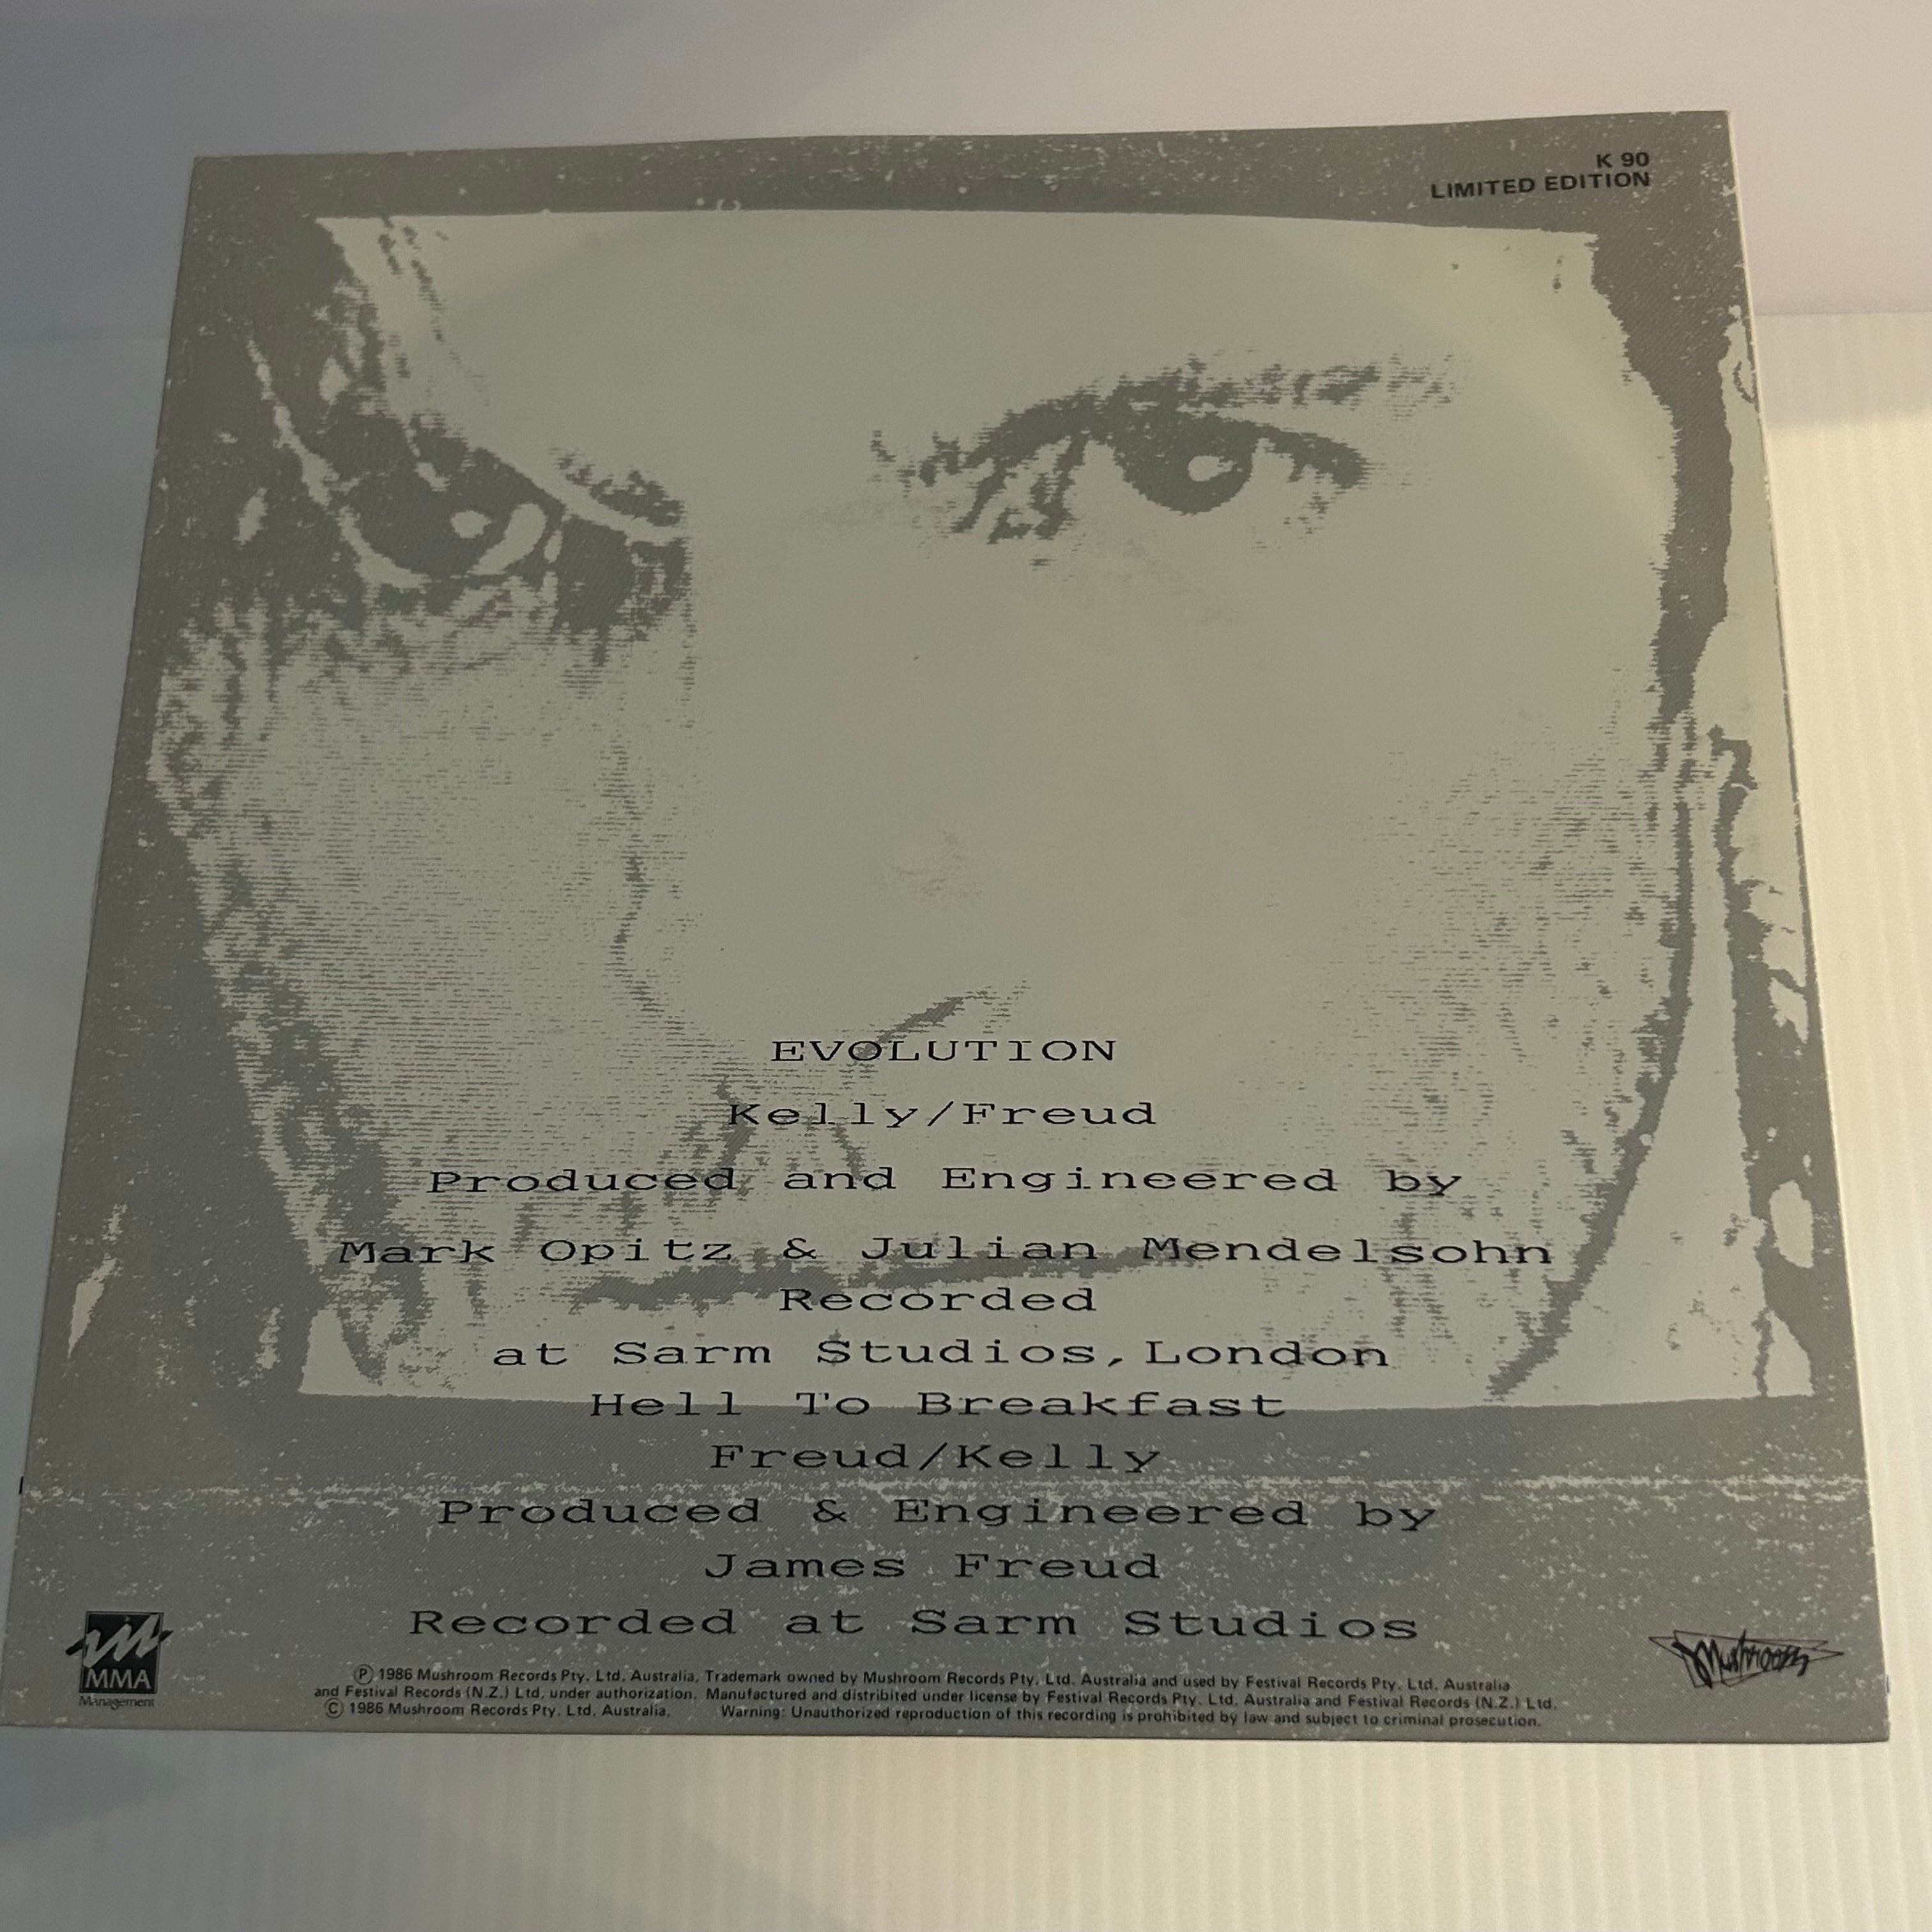 K 90
LIMITED EDITION
EVOLUTION
Kelly/Freud
Produced and Engineered by
Mark Opitz & Julian Mendelsohn
Recorded
at Sarm Studios, London
Hell To Breakfast
Freud/Kelly
Produced & Engineered by
James Freud
Recorded at Sarm Studios
MMA
Management
Mushroom
Ⓟ 1986 Mushroom Records Pty. Ltd. Australia. Trademark owned by Mushroom Records Pty. Ltd. Australia and used by Festival Records Pty. Ltd. Australia
and Festival Records (N.Z.) Ltd. under authorization. Manufactured and distribited under license by Festival Records Pty. Ltd. Australia and Festival Records (N.Z.) Ltd.
Ⓒ 1986 Mushroom Records Pty. Ltd. Australia. Warning: Unauthorized reproduction of this recording is prohibited by law and subject to criminal prosecution.